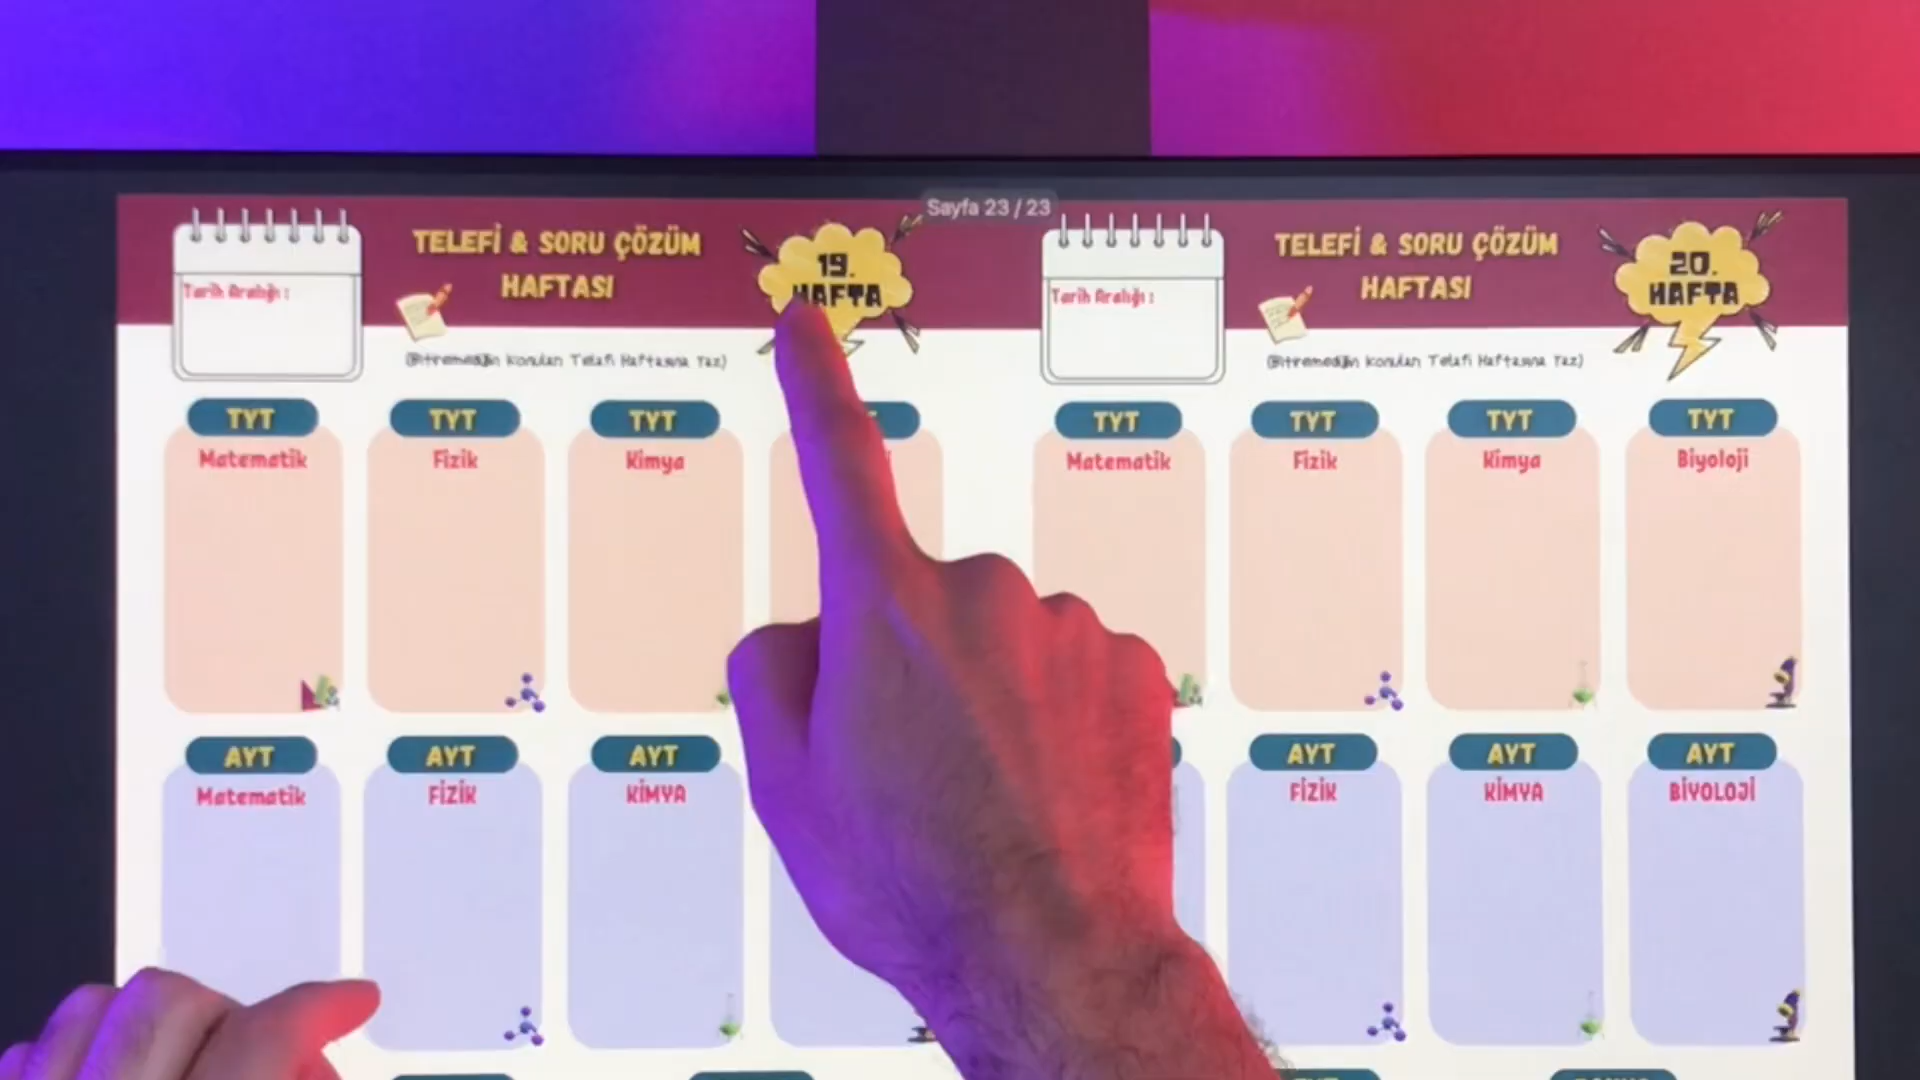 Sayfa 23 / 23
TELEFİ & SORU ÇÖZÜM
HAFTASI
19.
HAFTA
Tarih Aralığı :
(Bitremediğin Konuları Telafi Haftasına Yaz)
TYT
Matematik
TYT
Fizik
TYT
Kimya
AYT
Matematik
AYT
FİZİK
AYT
KİMYA
TELEFİ & SORU ÇÖZÜM
HAFTASI
20.
HAFTA
Tarih Aralığı :
(Bitremediğin Konuları Telafi Haftasına Yaz)
TYT
Matematik
TYT
Fizik
TYT
Kimya
TYT
Biyoloji
AYT
FİZİK
AYT
KİMYA
AYT
BİYOLOJİ